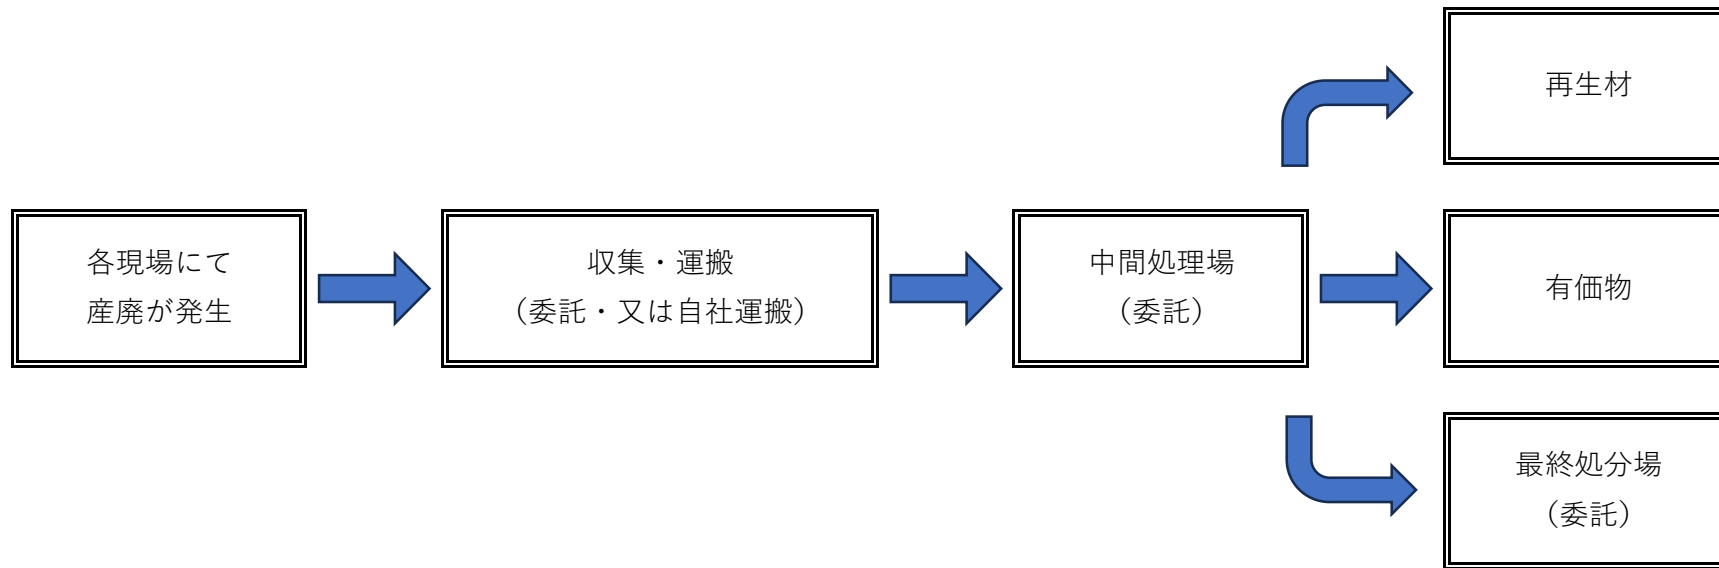 各現場にて
産廃が発生
収集・運搬
（委託・又は自社運搬）
中間処理場
（委託）
再生材
有価物
最終処分場
（委託）